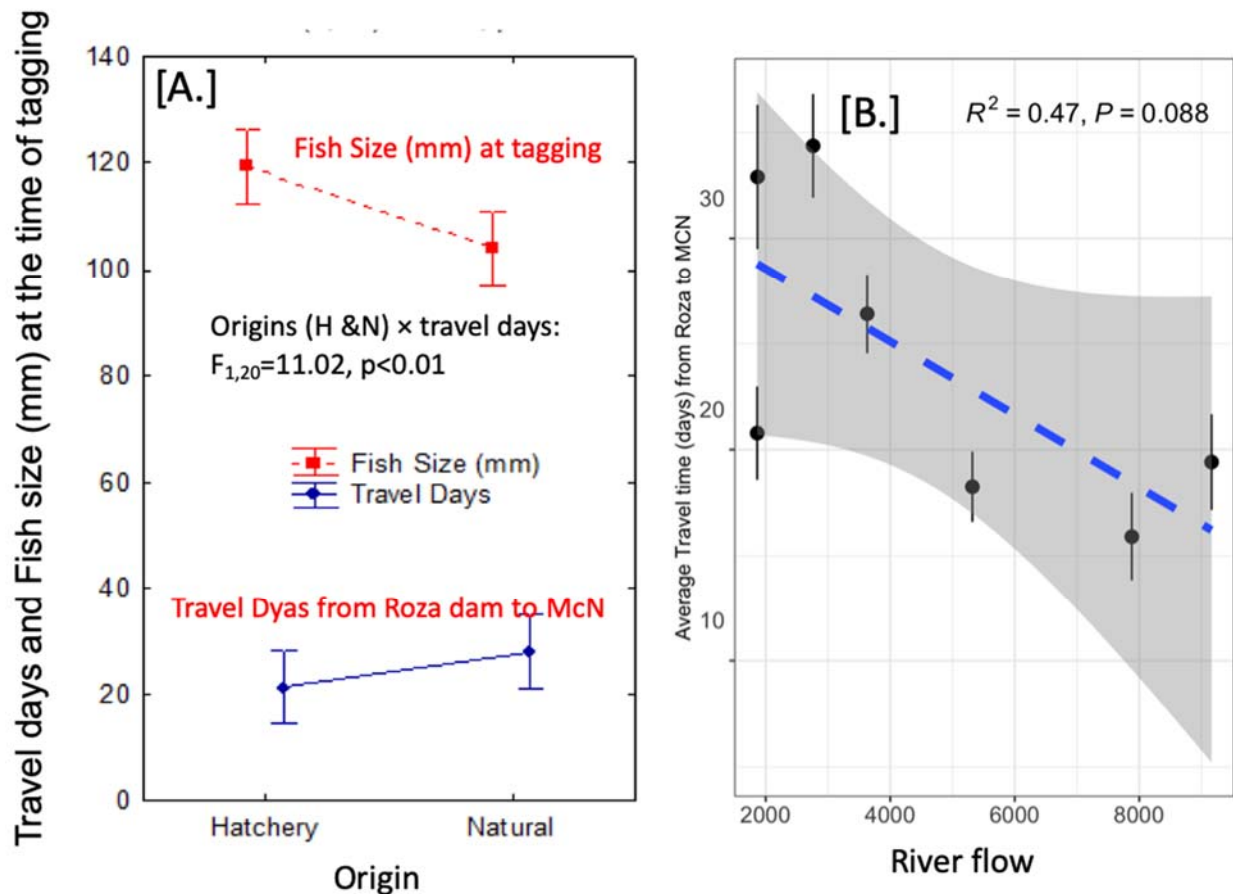 Travel days and Fish size (mm) at the time of tagging
140
120
100
80
60
40
20
0
[A.]
Fish Size (mm) at tagging
Origins (H &N) × travel days:
F1,20=11.02, p<0.01
Fish Size (mm)
Travel Days
Travel Dyas from Roza dam to McN
Hatchery
Natural
Origin
Average Travel time (days) from Roza to MCN
30
20
10
[B.]
R² = 0.47, P = 0.088
2000
4000
6000
8000
River flow